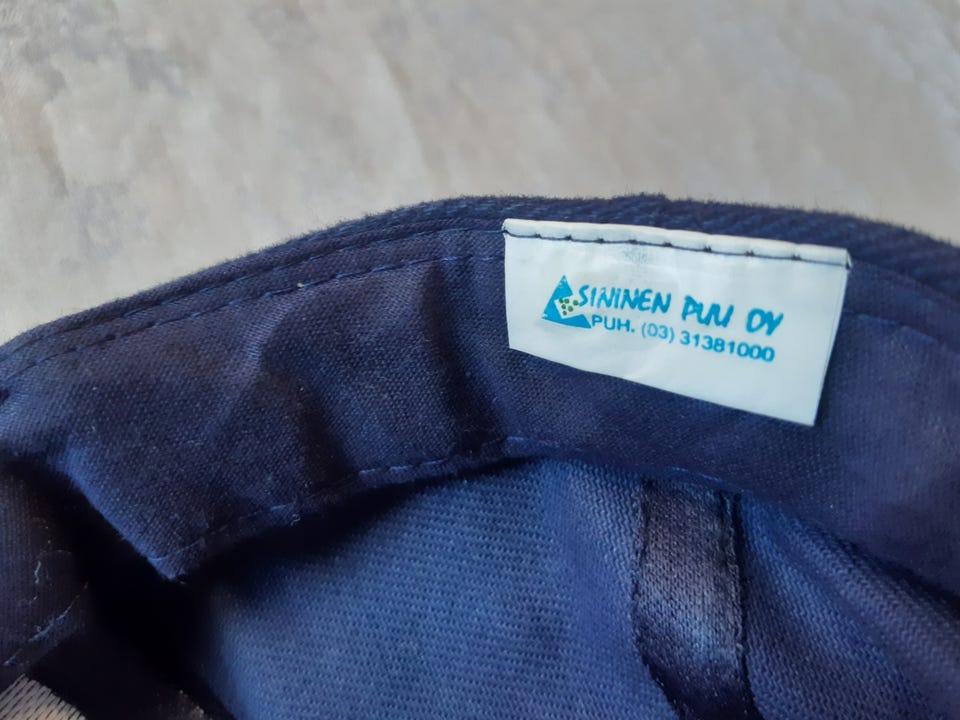 SININEN PUU OY
PUH. (03) 31381000